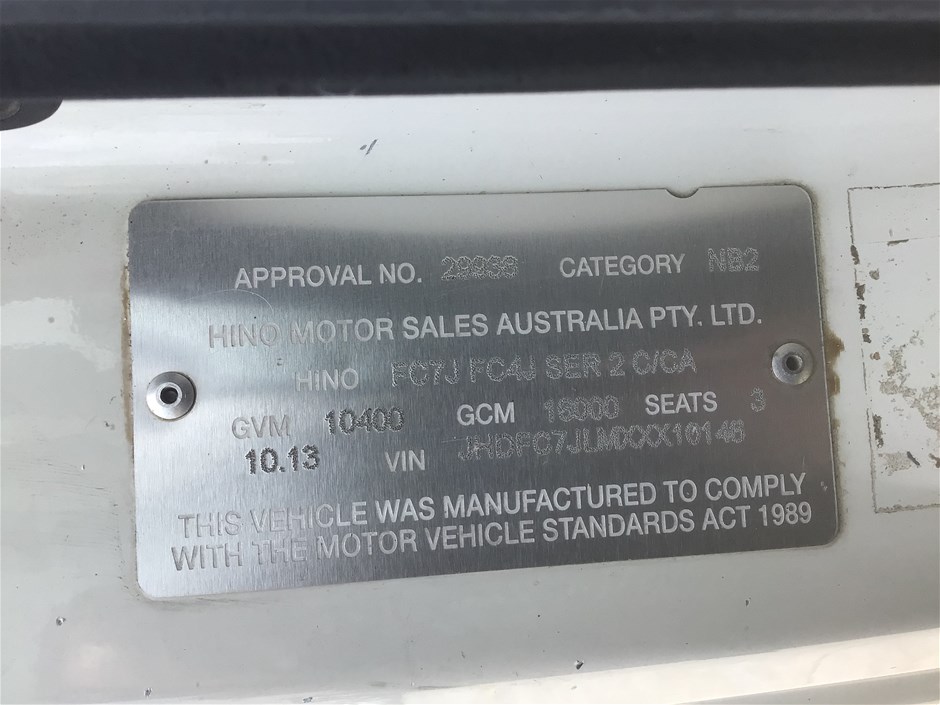 APPROVAL NO. 29938 CATEGORY NB2
HINO MOTOR SALES AUSTRALIA PTY. LTD.
HINO FC7J FC4J SER 2 C/CA
GVM 10400 GCM 16000 SEATS 3
10.13 VIN JHDFC7JLMXXX10146
THIS VEHICLE WAS MANUFACTURED TO COMPLY
WITH THE MOTOR VEHICLE STANDARDS ACT 1989